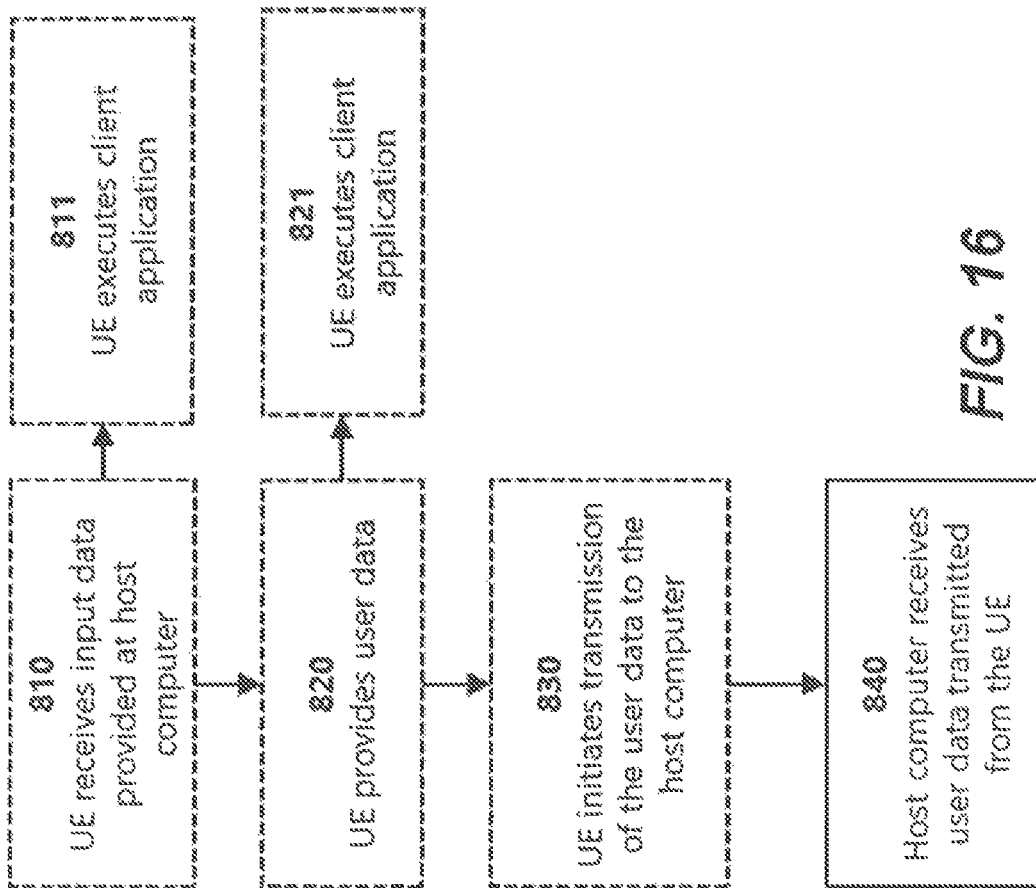 810
UE receives input data
provided at host
computer
811
UE executes client
application
820
UE provides user data
821
UE executes client
application
830
UE initiates transmission
of the user data to the
host computer
840
Host computer receives
user data transmitted
from the UE
FIG. 16